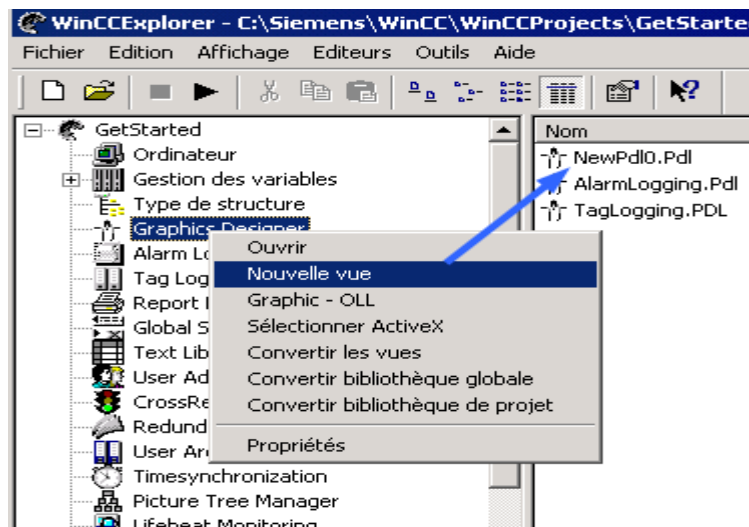 WinCCExplorer - C:\Siemens\WinCC\WinCCProjects\GetStarte
Fichier Edition Affichage Editeurs Outils Aide
GetStarted
Ordinateur
Gestion des variables
Type de structure
Graphics Designer
Alarm Lo
Tag Log
Report
Global S
Text Lib
User Ad
CrossRe
Redund
User Ar
Timesynchronization
Picture Tree Manager
Lifebeat Monitoring
Ouvrir
Nouvelle vue
Graphic - OLL
Sélectionner ActiveX
Convertir les vues
Convertir bibliothèque globale
Convertir bibliothèque de projet
Propriétés
Nom
NewPdl0.Pdl
AlarmLogging.Pdl
TagLogging.PDL